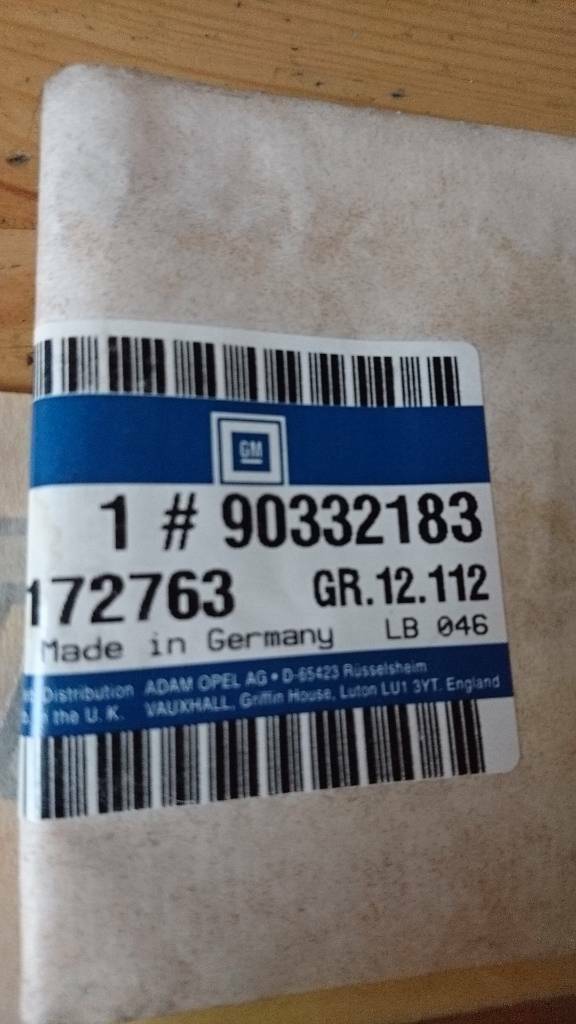 GM
1 # 90332183
172763 GR.12.112
Made in Germany LB 046
Distribution ADAM OPEL AG • D-65423 Rüsselsheim
the U. K. VAUXHALL, Griffin House, Luton LU1 3YT. England